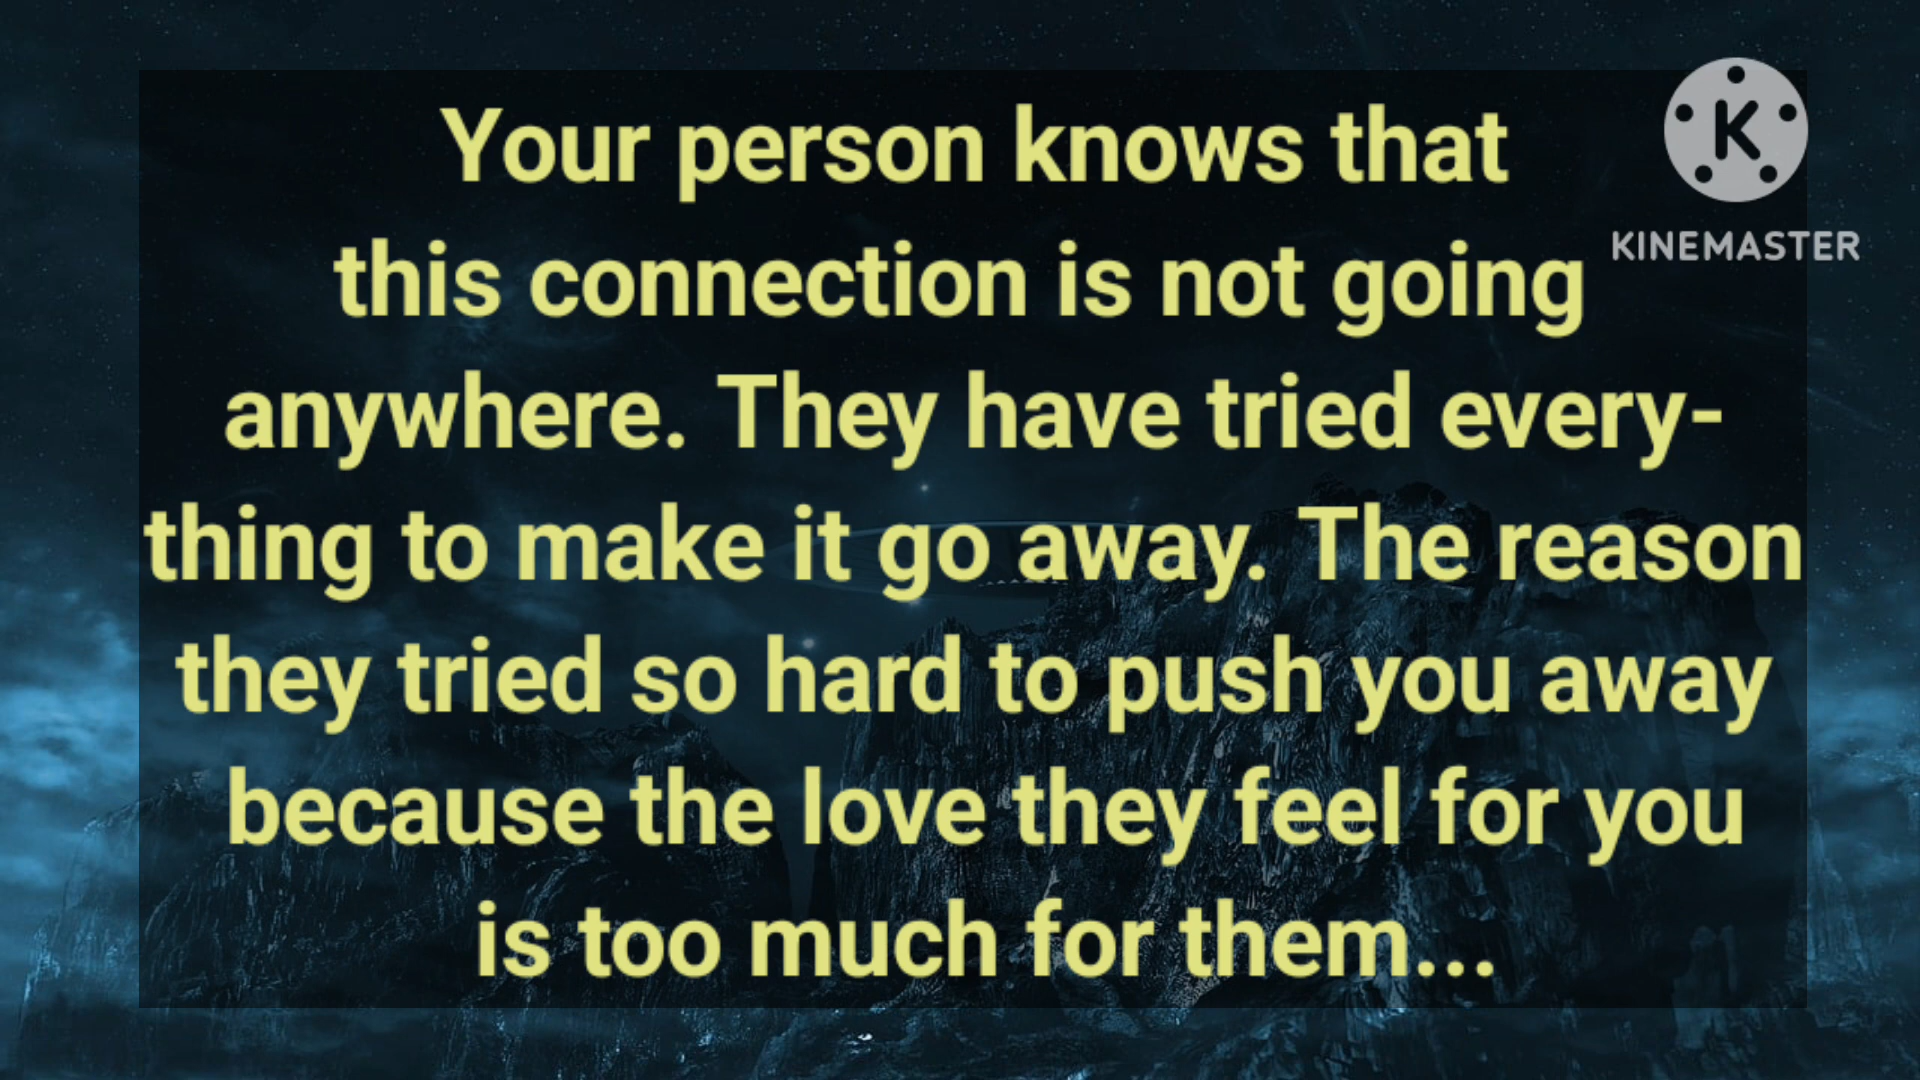 Your person knows that
this connection is not going
anywhere. They have tried every-
thing to make it go away. The reason
they tried so hard to push you away
because the love they feel for you
is too much for them...
K
KINEMASTER